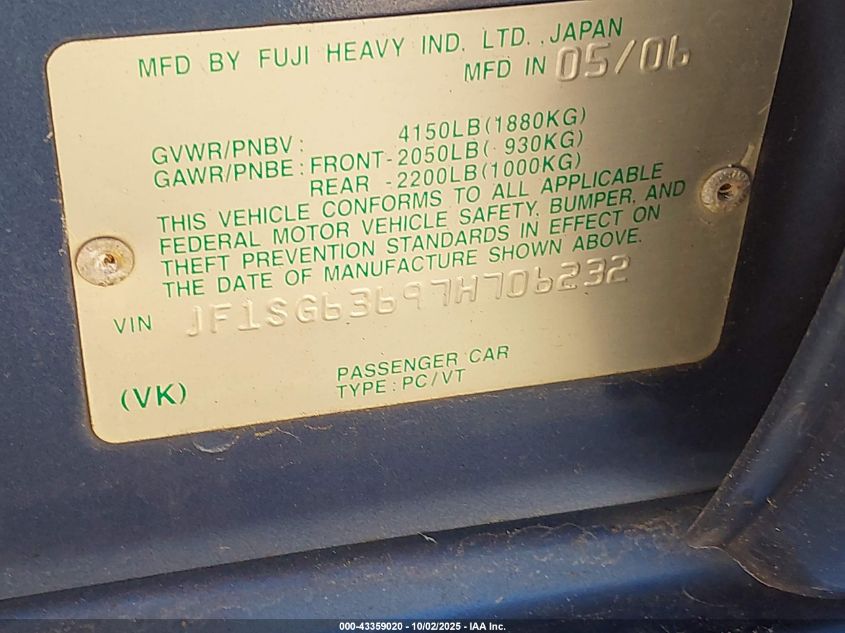 MFD BY FUJI HEAVY IND. LTD., JAPAN
MFD IN 05/06
GVWR/PNBV: 4150LB(1880KG)
GAWR/PNBE: FRONT-2050LB( 930KG)
REAR -2200LB(1000KG)
THIS VEHICLE CONFORMS TO ALL APPLICABLE
FEDERAL MOTOR VEHICLE SAFETY, BUMPER, AND
THEFT PREVENTION STANDARDS IN EFFECT ON
THE DATE OF MANUFACTURE SHOWN ABOVE.
VIN JF1SG63697H706232
PASSENGER CAR
(VK) TYPE: PC/VT
000-43359020 - 10/02/2025 - IAA Inc.